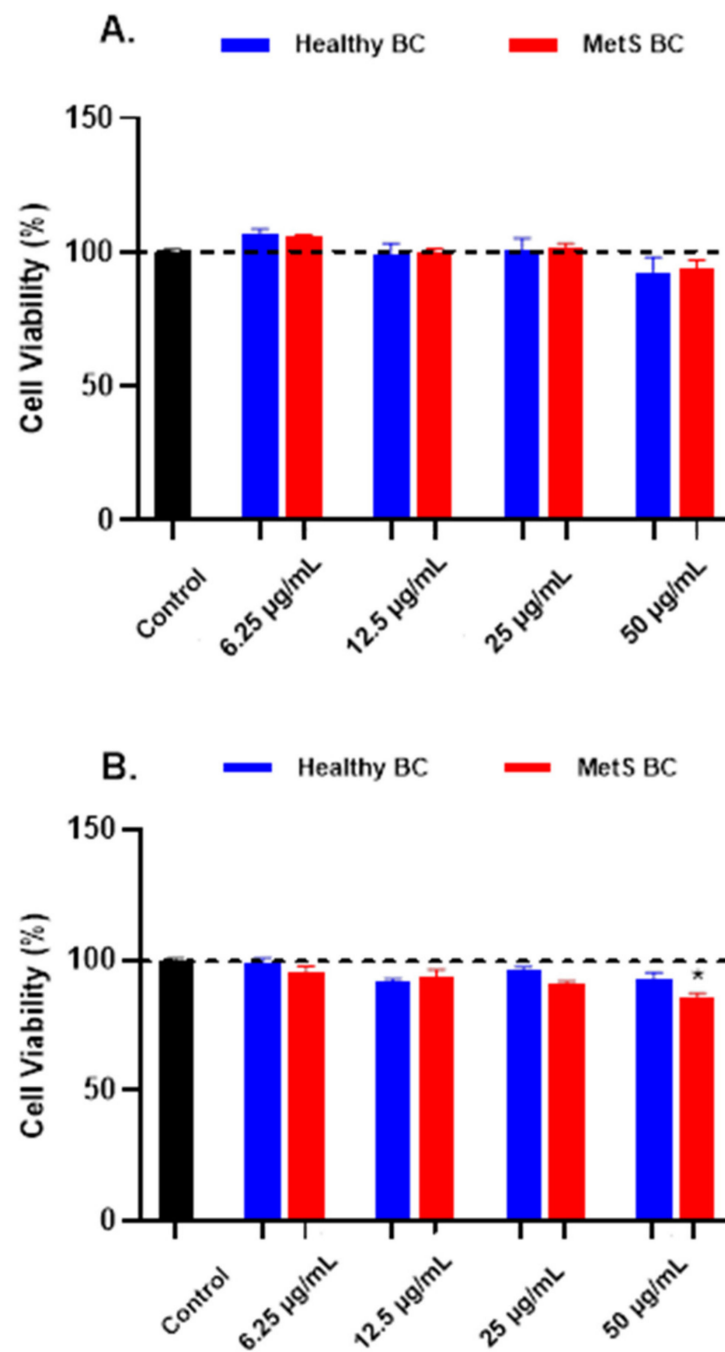 A.
Healthy BC MetS BC
150
100
50
0
Cell Viability (%)
Control 6.25 µg/mL 12.5 µg/mL 25 µg/mL 50 µg/mL
B.
Healthy BC MetS BC
150
100
50
0
Cell Viability (%)
*
Control 6.25 µg/mL 12.5 µg/mL 25 µg/mL 50 µg/mL